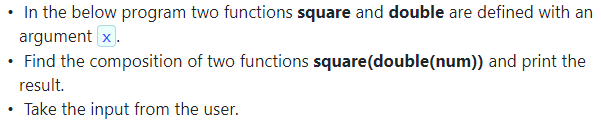 • In the below program two functions square and double are defined with an
argument x.
• Find the composition of two functions square(double(num)) and print the
result.
• Take the input from the user.